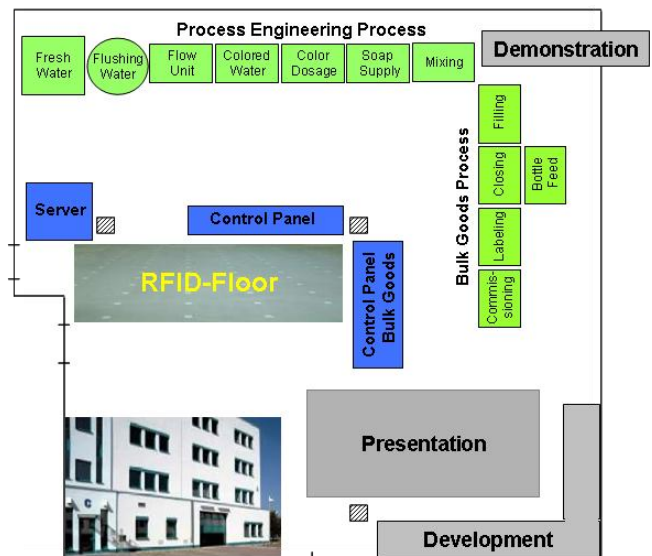 Process Engineering Process
Fresh
Water
Flushing
Water
Flow
Unit
Colored
Water
Color
Dosage
Soap
Supply
Mixing
Demonstration
Bulk Goods Process
Filling
Closing
Bottle
Feed
Labeling
Commis-
sioning
Server
Control Panel
RFID-Floor
Control Panel
Bulk Goods
Presentation
C
Development